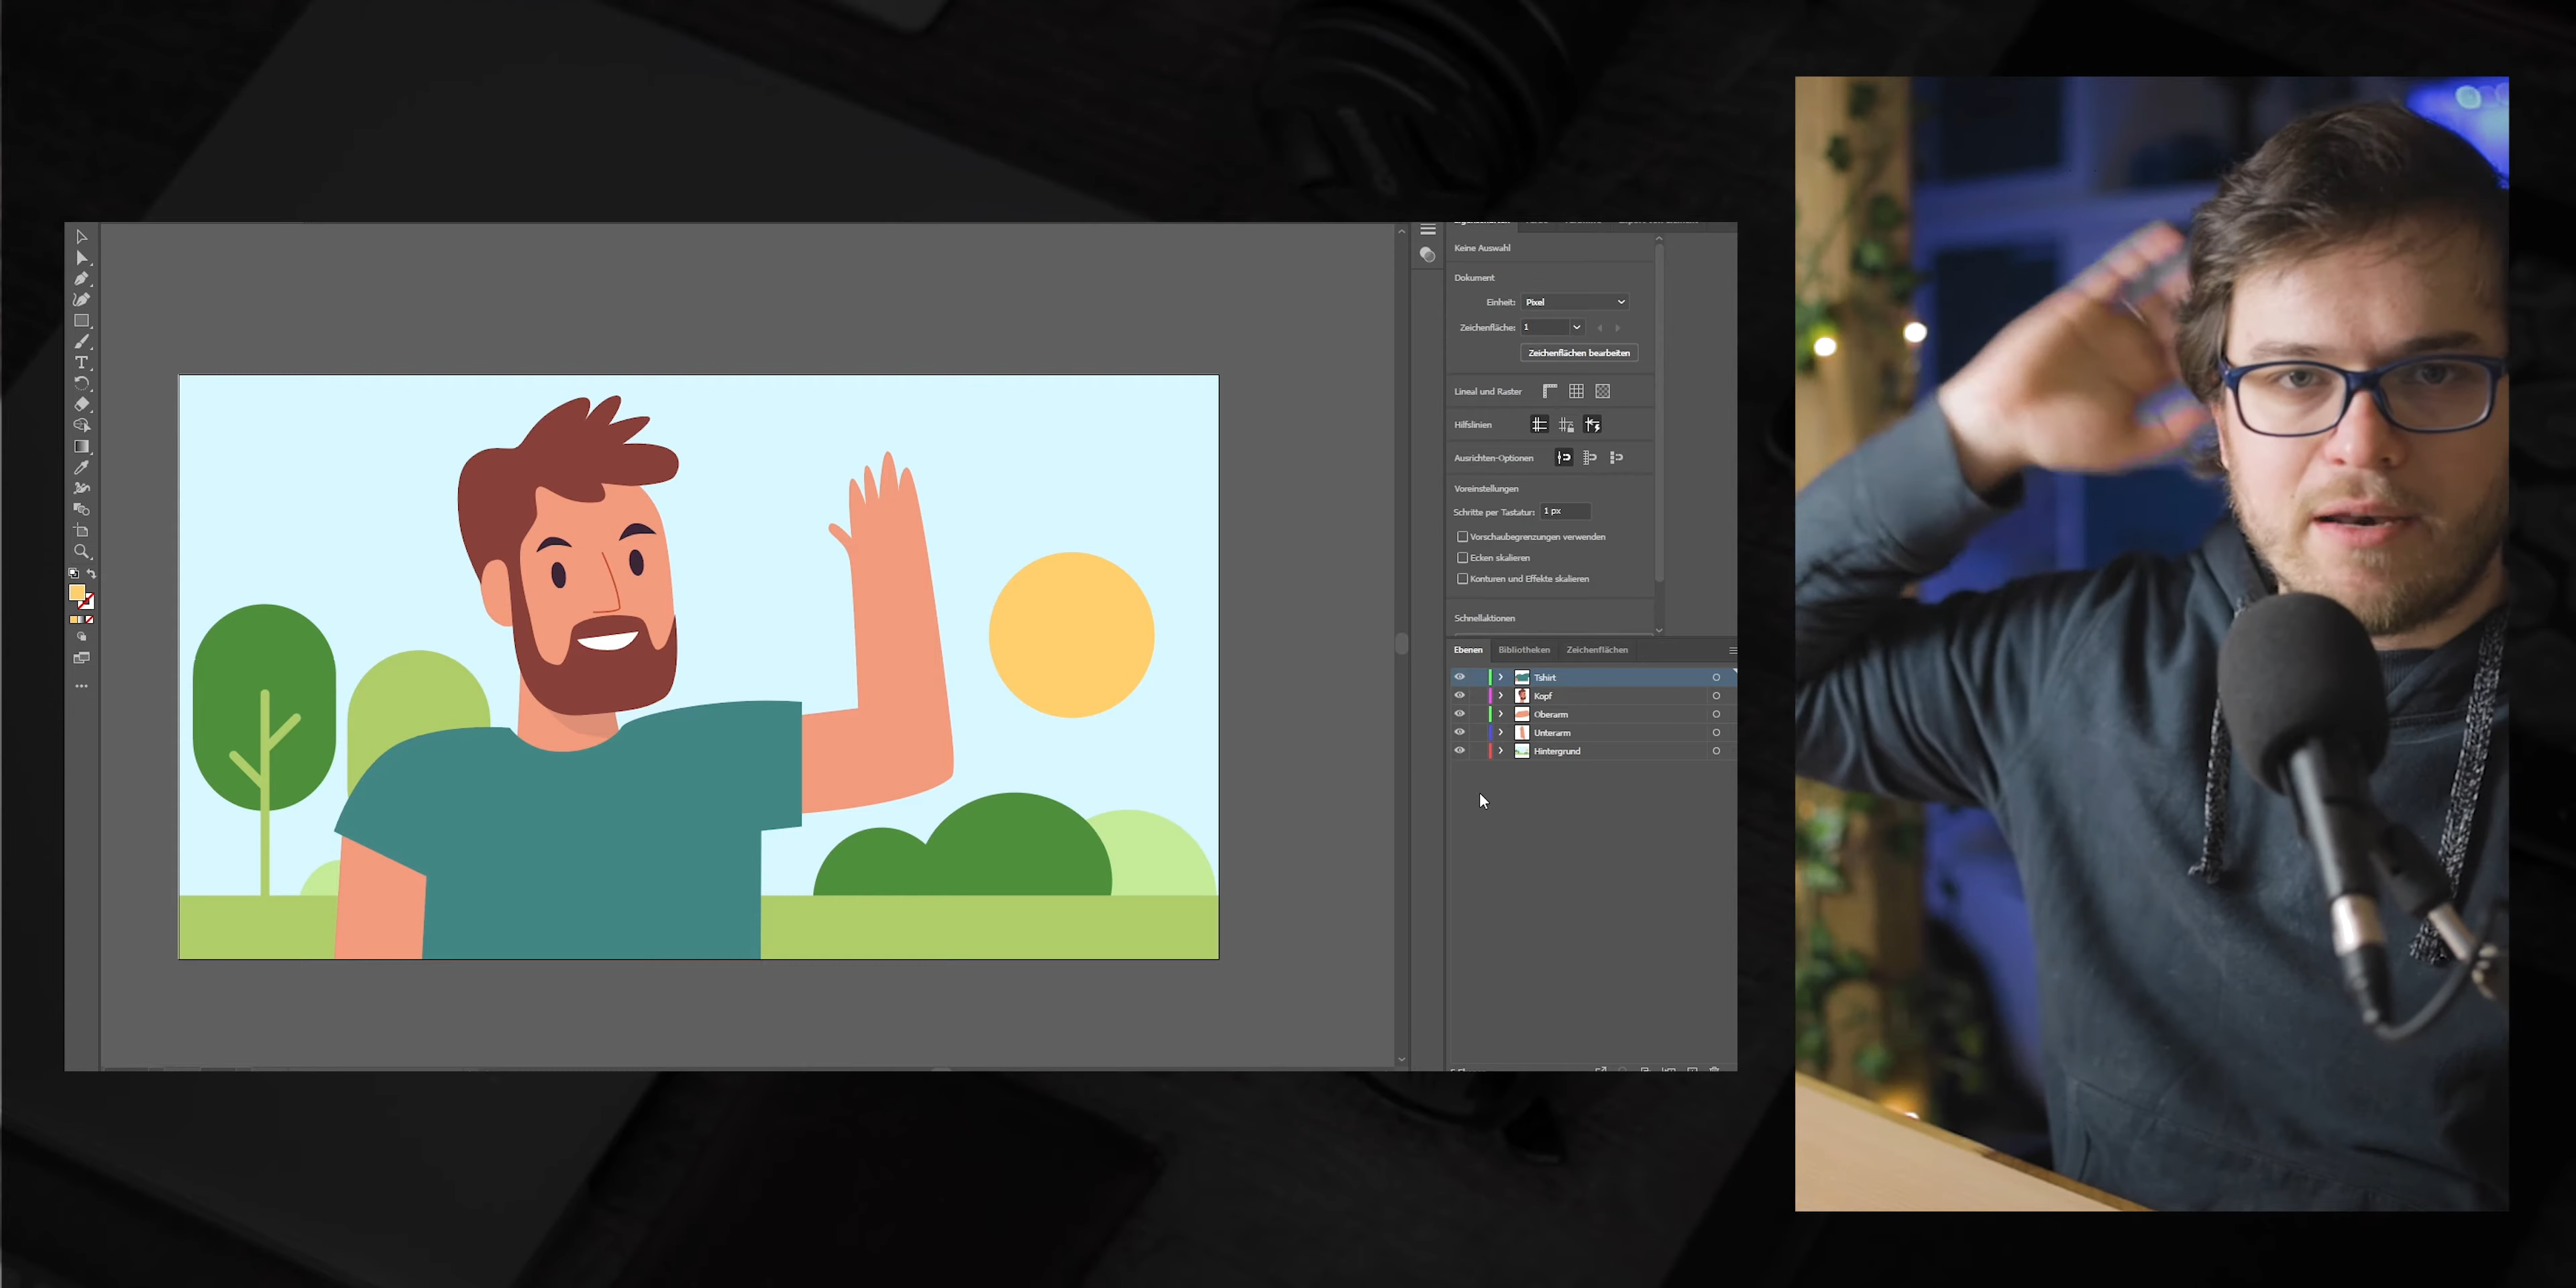 Keine Auswahl
Dokument
Einheit: Pixel
Zeichenfläche: 1
Zeichenflächen bearbeiten
Lineal und Raster
Hilfslinien
Ausrichten-Optionen
Voreinstellungen
Schritte per Tastatur: 1 px
Vorschaubegrenzungen verwenden
Ecken skalieren
Konturen und Effekte skalieren
Schnellaktionen
Ebenen Bibliotheken Zeichenflächen
Tshirt
Kopf
Oberarm
Unterarm
Hintergrund